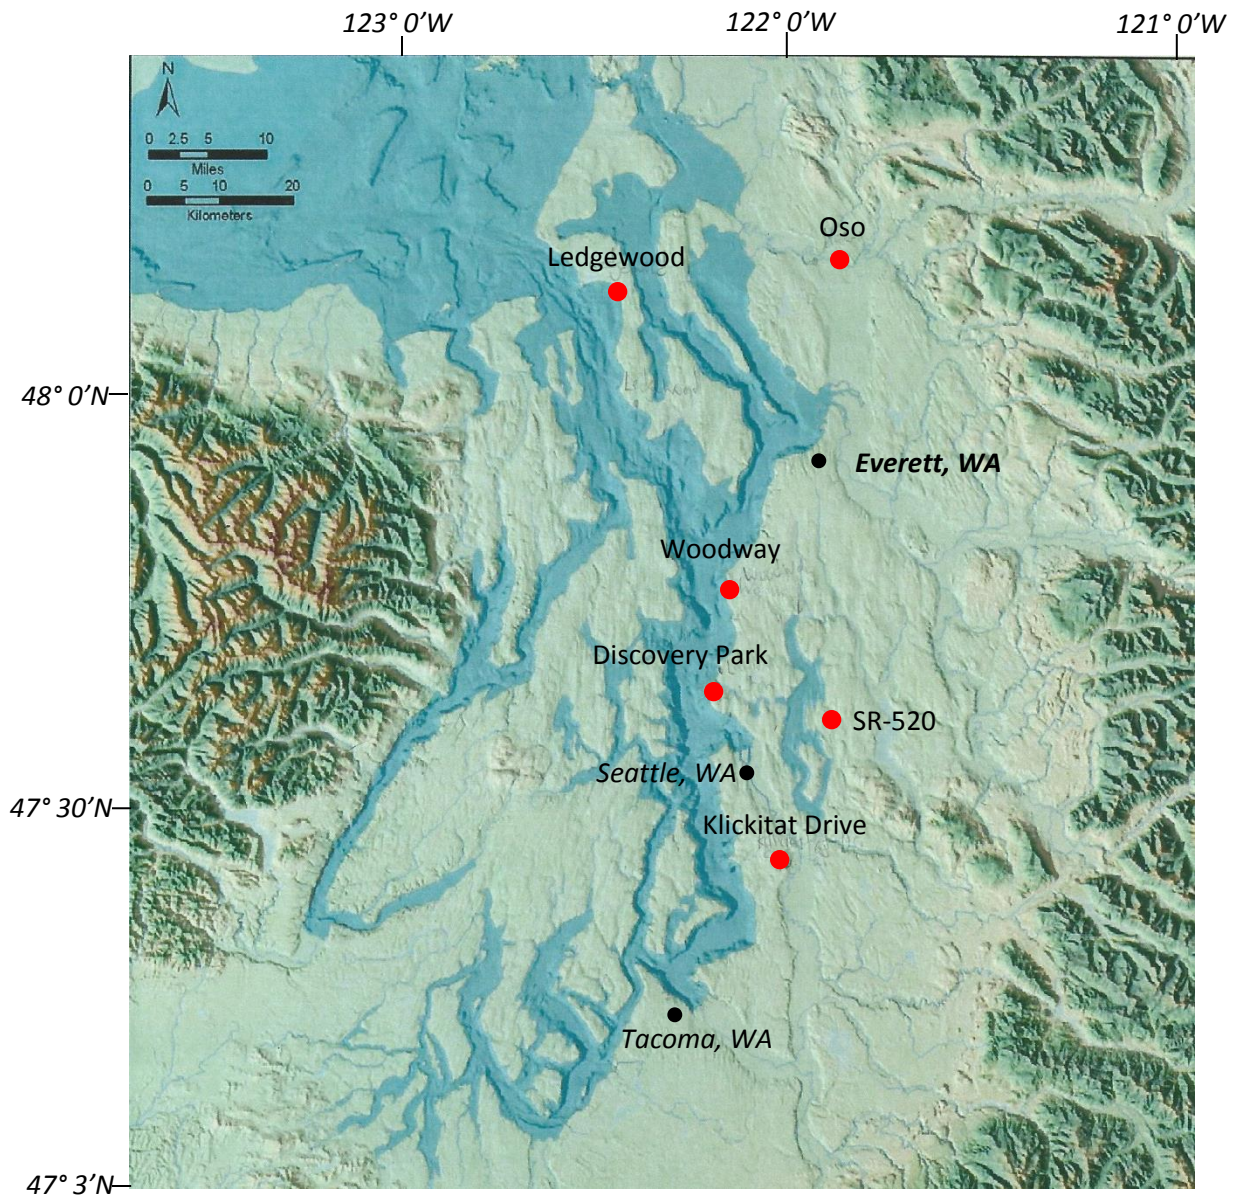 123° 0’W 122° 0’W 121° 0’W
N
0 2.5 5 10
Miles
0 5 10 20
Kilometers
Oso
Ledgewood
48° 0’N
Everett, WA
Woodway
Discovery Park
SR-520
Seattle, WA
47° 30’N
Klickitat Drive
Tacoma, WA
47° 3’N